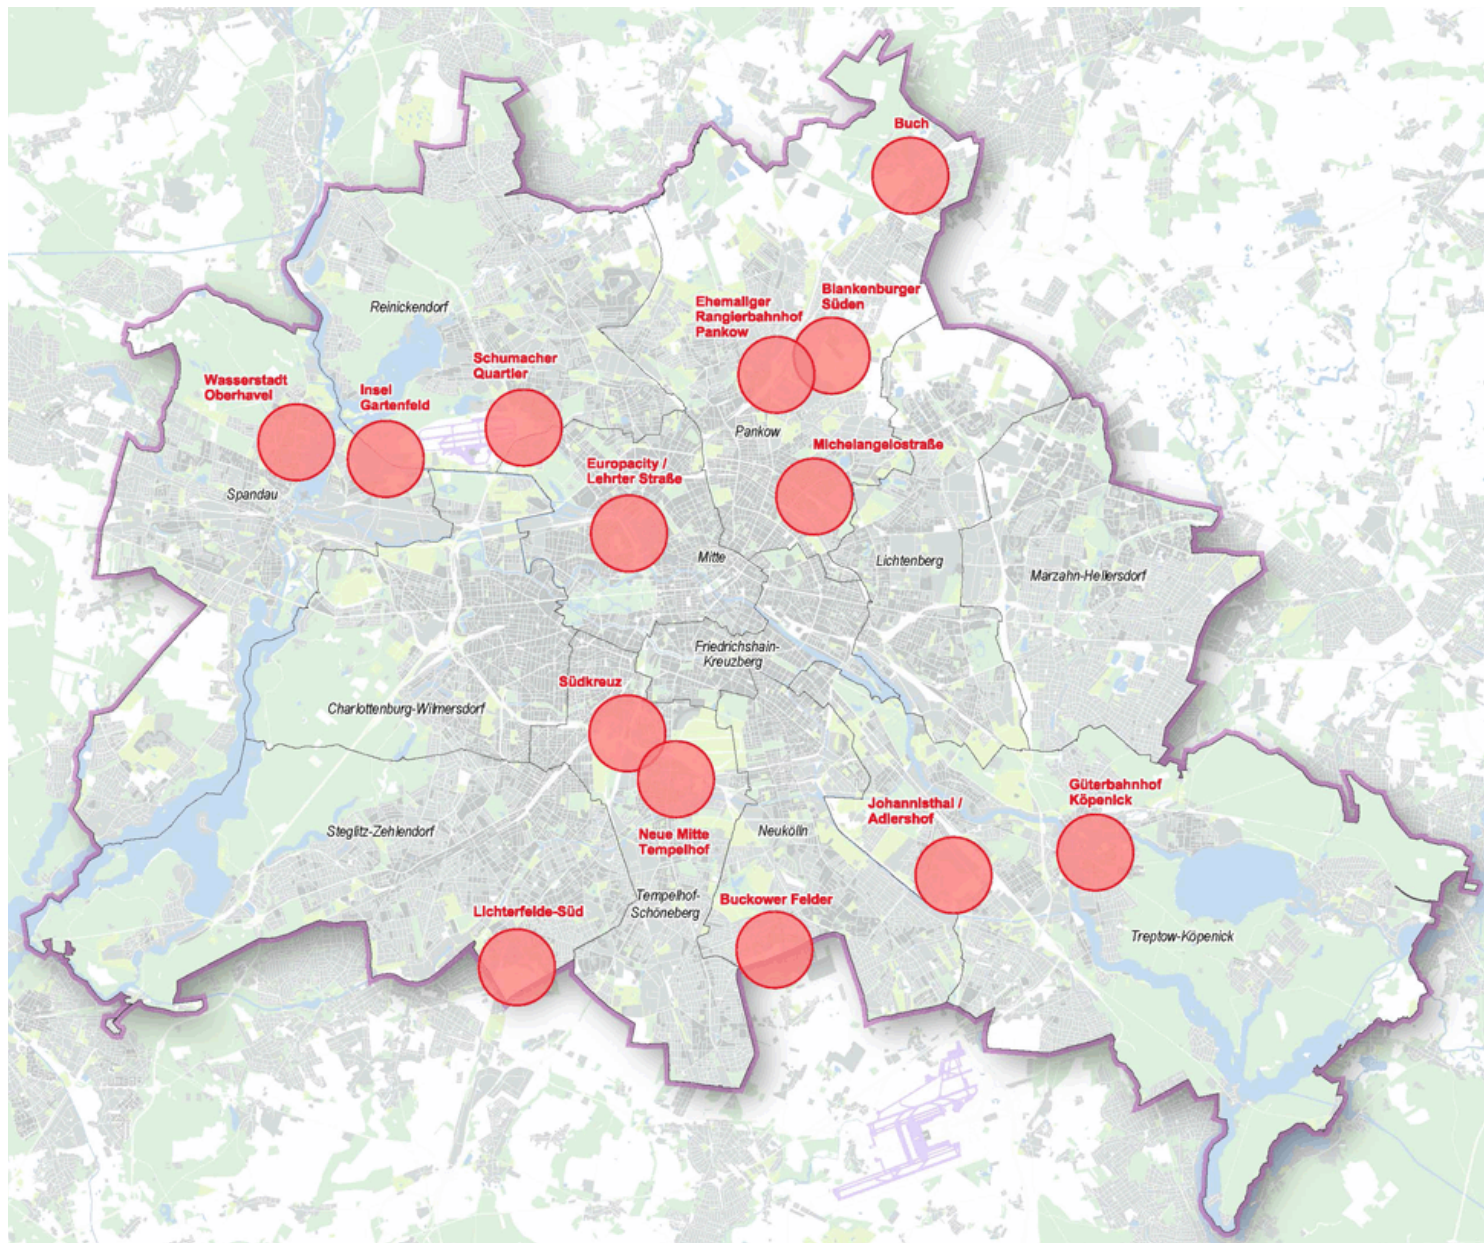 Buch
Blankenburger
Süden
Ehemaliger
Rangierbahnhof
Pankow
Reinickendorf
Schumacher
Quartier
Wasserstadt
Oberhavel
Insel
Gartenfeld
Pankow
Michelangelostraße
Europacity /
Lehrter Straße
Spandau
Mitte
Lichtenberg
Marzahn-Hellersdorf
Friedrichshain-
Kreuzberg
Südkreuz
Charlottenburg-Wilmersdorf
Güterbahnhof
Köpenick
Johannisthal /
Adlershof
Steglitz-Zehlendorf
Neue Mitte
Tempelhof
Neukölln
Tempelhof-
Schöneberg
Buckower Felder
Lichterfelde-Süd
Treptow-Köpenick